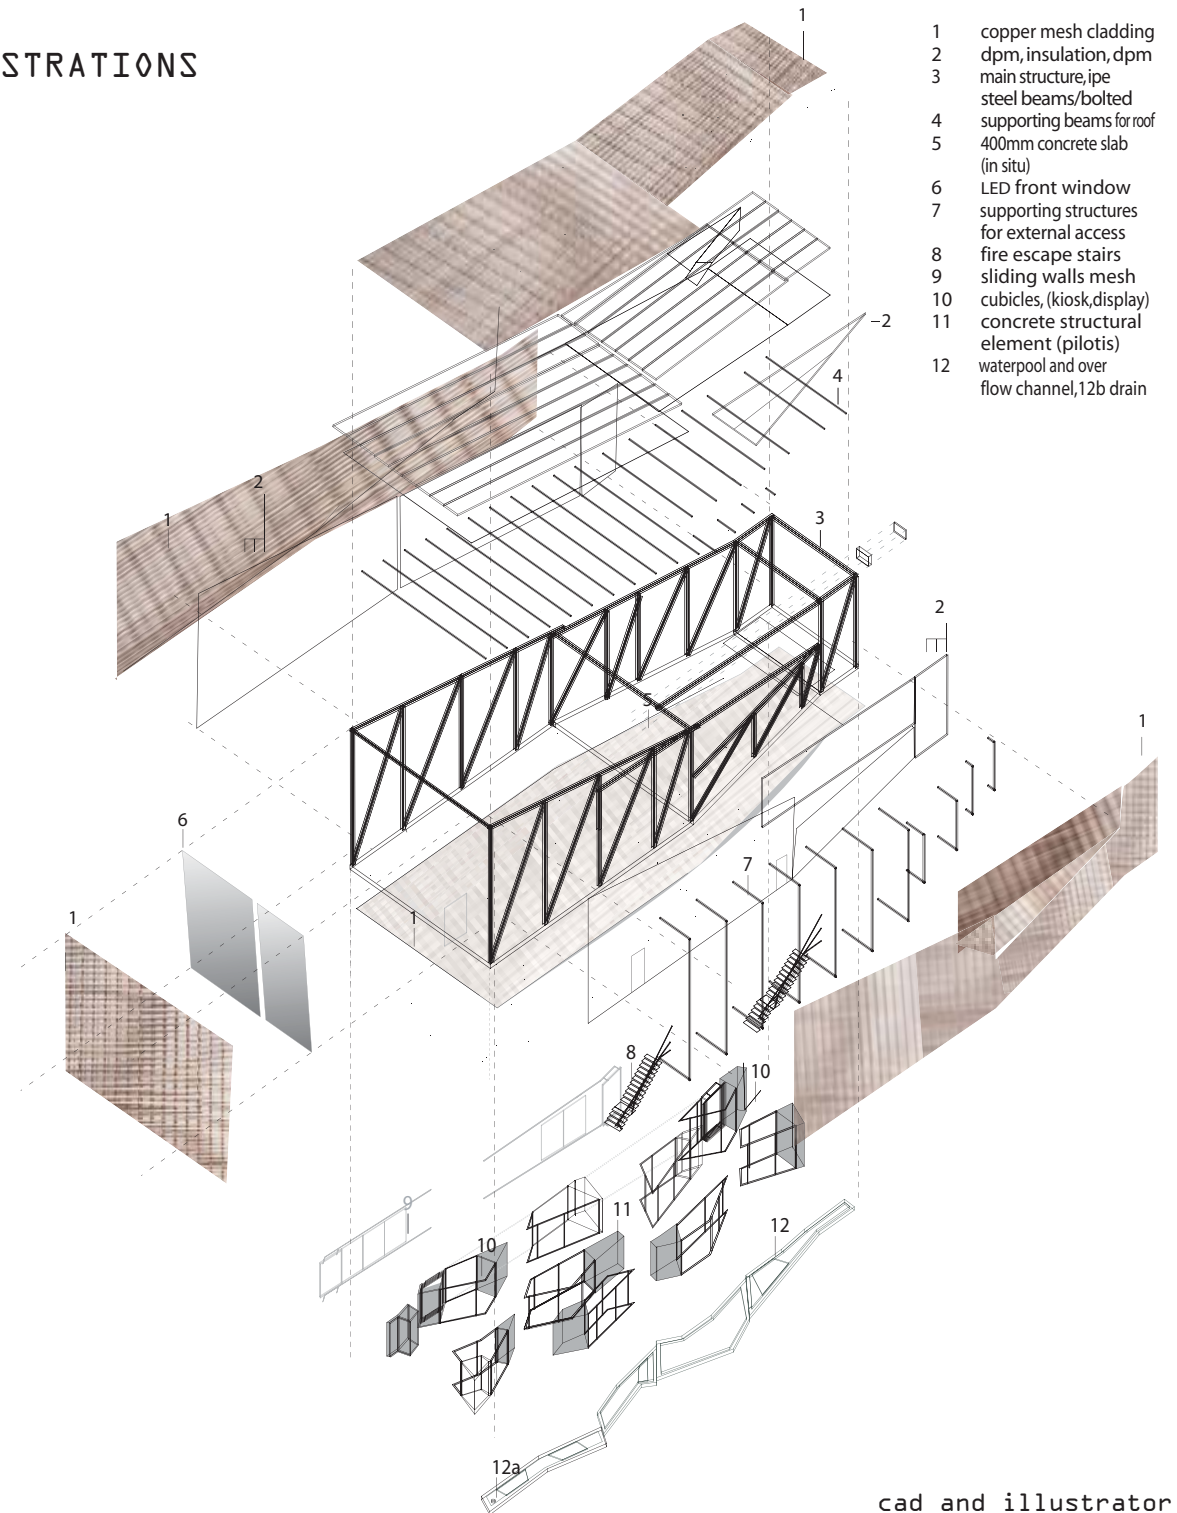 STRATIONS
1 copper mesh cladding
2 dpm, insulation, dpm
3 main structure, ipe
steel beams/bolted
4 supporting beams for roof
5 400mm concrete slab
(in situ)
6 LED front window
7 supporting structures
for external access
8 fire escape stairs
9 sliding walls mesh
10 cubicles, (kiosk,display)
11 concrete structural
element (pilotis)
12 waterpool and over
flow channel,12b drain
1
2
4
2
1
3
2
5
1
6
7
1
1
8
10
9
11
12
10
12a
cad and illustrator